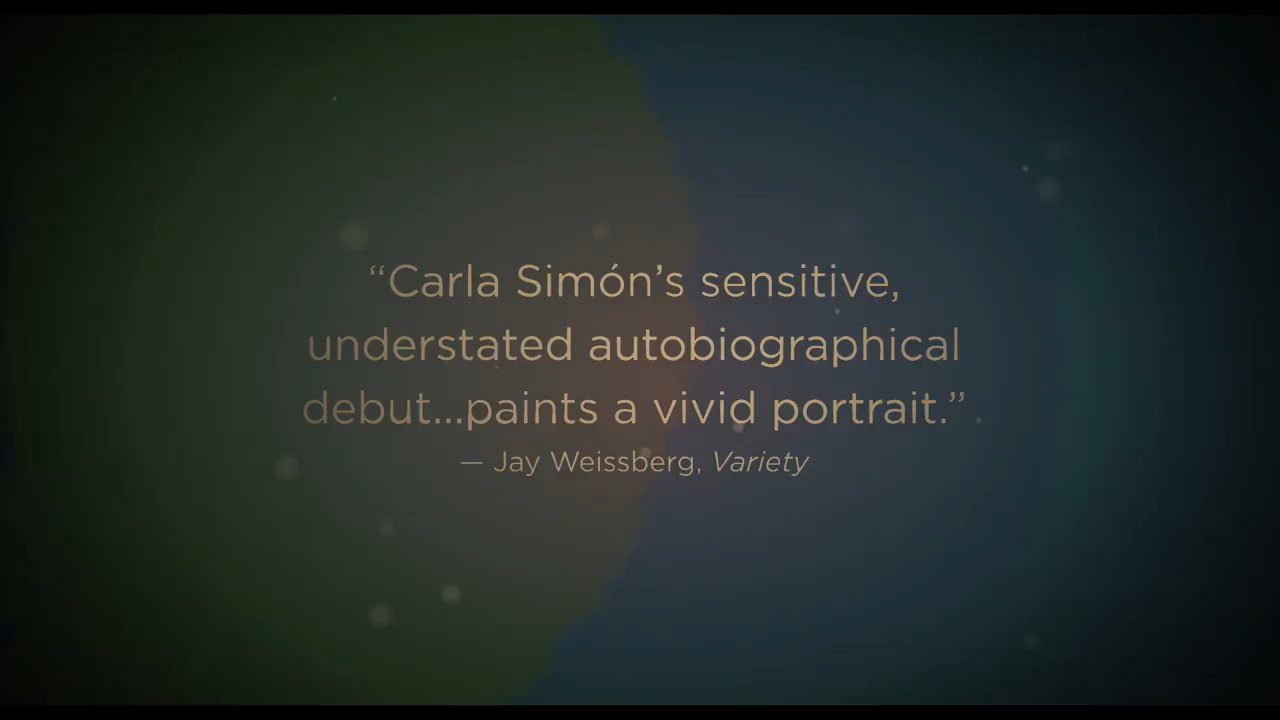 “Carla Simón’s sensitive,
understated autobiographical
debut...paints a vivid portrait.”
— Jay Weissberg, Variety